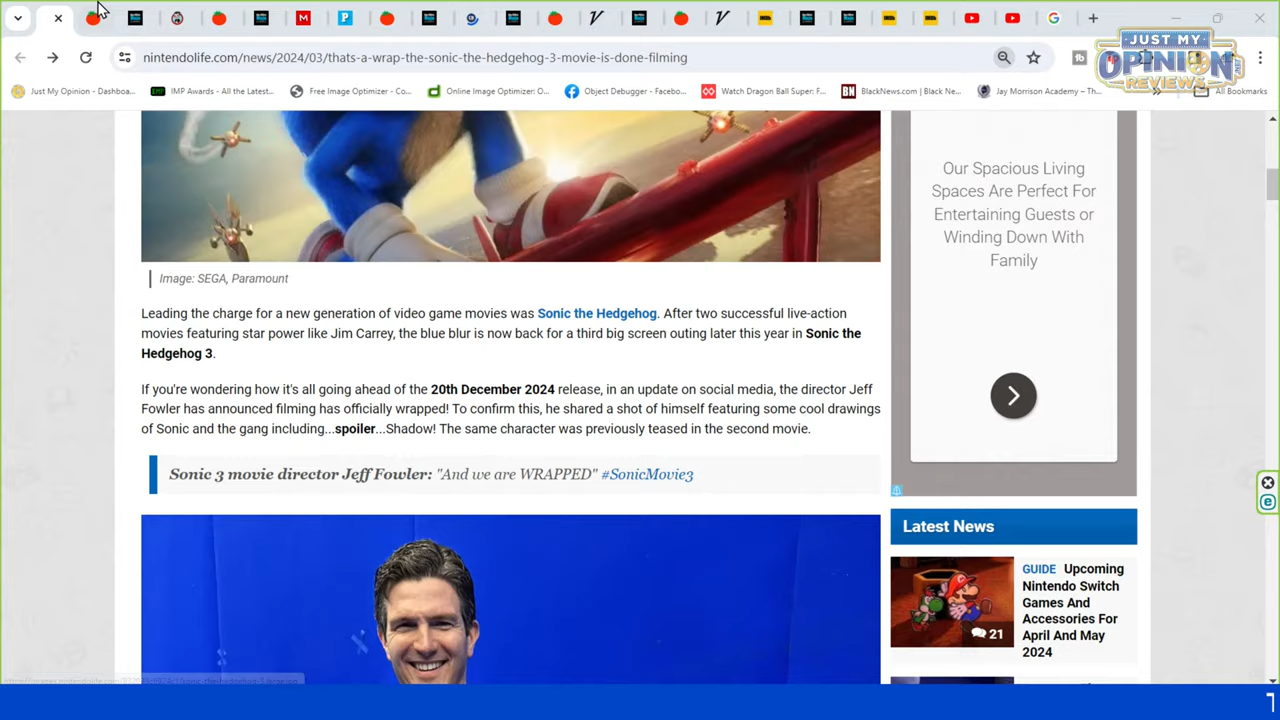 JUST MY
OPINION
REVIEWS
nintendolife.com/news/2024/03/thats-a-wrap-the-sonic-the-hedgehog-3-movie-is-done-filming
Just My Opinion - Dashboa...
IMP Awards - All the Latest...
Free Image Optimizer - Co...
Online Image Optimizer: O...
Object Debugger - Facebo...
Watch Dragon Ball Super: F...
BlackNews.com | Black Ne...
Jay Morrison Academy – Th...
All Bookmarks
Image: SEGA, Paramount
Leading the charge for a new generation of video game movies was Sonic the Hedgehog. After two successful live-action
movies featuring star power like Jim Carrey, the blue blur is now back for a third big screen outing later this year in Sonic the
Hedgehog 3.
If you're wondering how it's all going ahead of the 20th December 2024 release, in an update on social media, the director Jeff
Fowler has announced filming has officially wrapped! To confirm this, he shared a shot of himself featuring some cool drawings
of Sonic and the gang including...spoiler...Shadow! The same character was previously teased in the second movie.
Sonic 3 movie director Jeff Fowler: "And we are WRAPPED" #SonicMovie3
Our Spacious Living
Spaces Are Perfect For
Entertaining Guests or
Winding Down With
Family
Latest News
GUIDE Upcoming
Nintendo Switch
Games And
Accessories For
April And May
2024
21